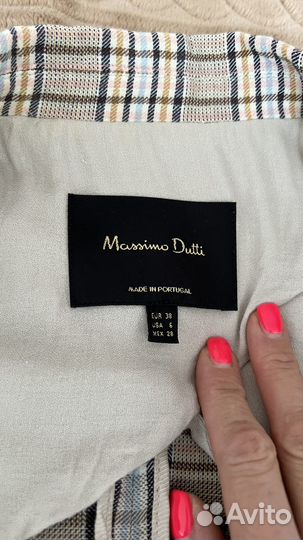 Massimo Dutti
MADE IN PORTUGAL
EUR 38
USA 6
MEX 28
Avito